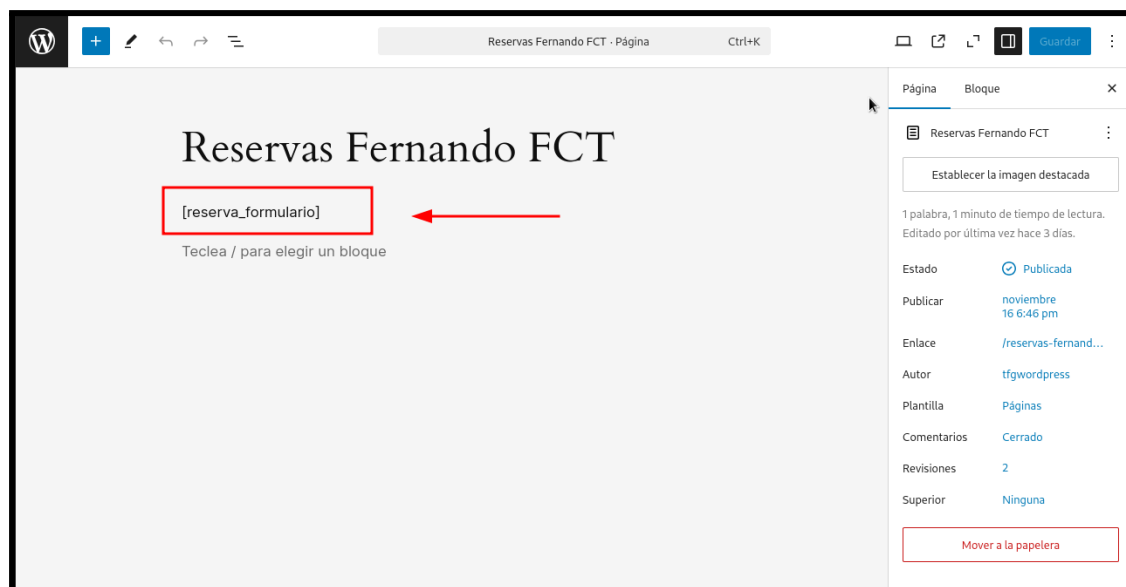 Reservas Fernando FCT · Página Ctrl+K
Guardar
Página Bloque
Reservas Fernando FCT
Reservas Fernando FCT
Establecer la imagen destacada
[reserva_formulario]
Teclea / para elegir un bloque
1 palabra, 1 minuto de tiempo de lectura.
Editado por última vez hace 3 días.
Estado Publicada
Publicar noviembre
16 6:46 pm
Enlace /reservas-fernand...
Autor tfgwordpress
Plantilla Páginas
Comentarios Cerrado
Revisiones 2
Superior Ninguna
Mover a la papelera